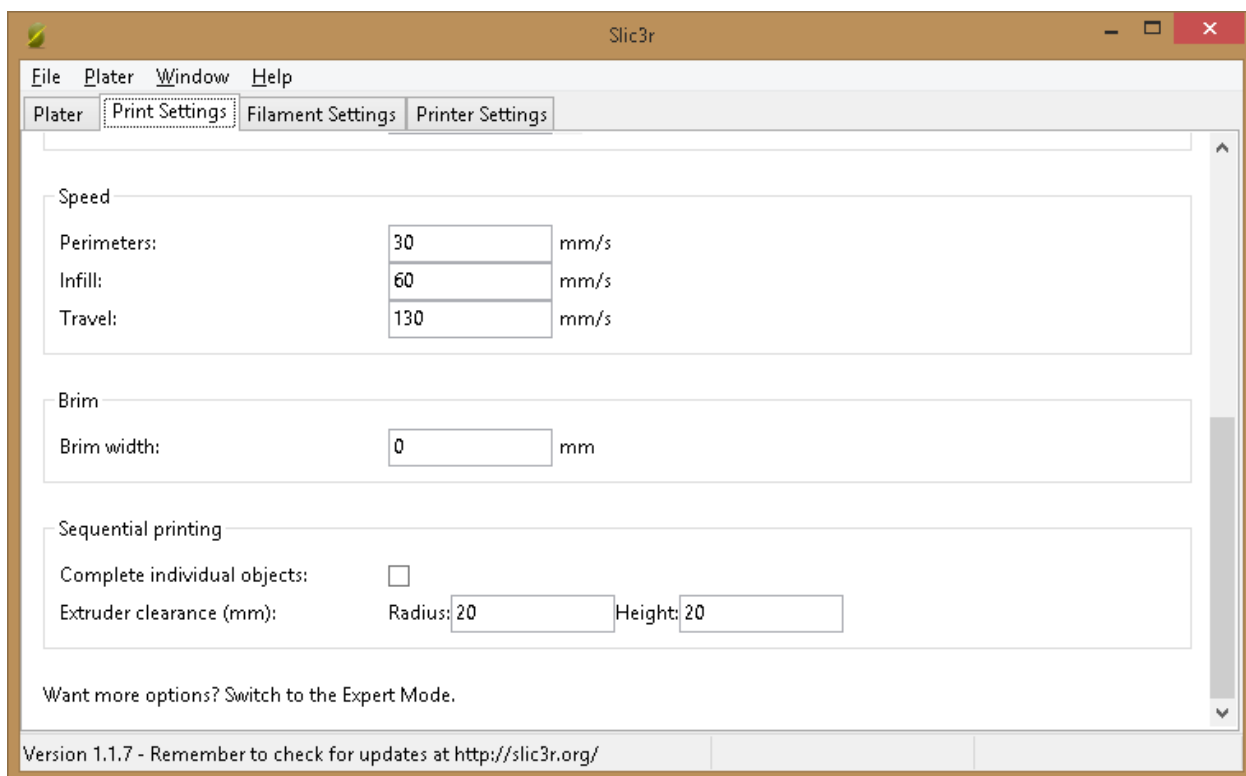 Slic3r
File Plater Window Help
Plater Print Settings Filament Settings Printer Settings
Speed
Perimeters: 30 mm/s
Infill: 60 mm/s
Travel: 130 mm/s
Brim
Brim width: 0 mm
Sequential printing
Complete individual objects:
Extruder clearance (mm): Radius: 20 Height: 20
Want more options? Switch to the Expert Mode.
Version 1.1.7 - Remember to check for updates at http://slic3r.org/